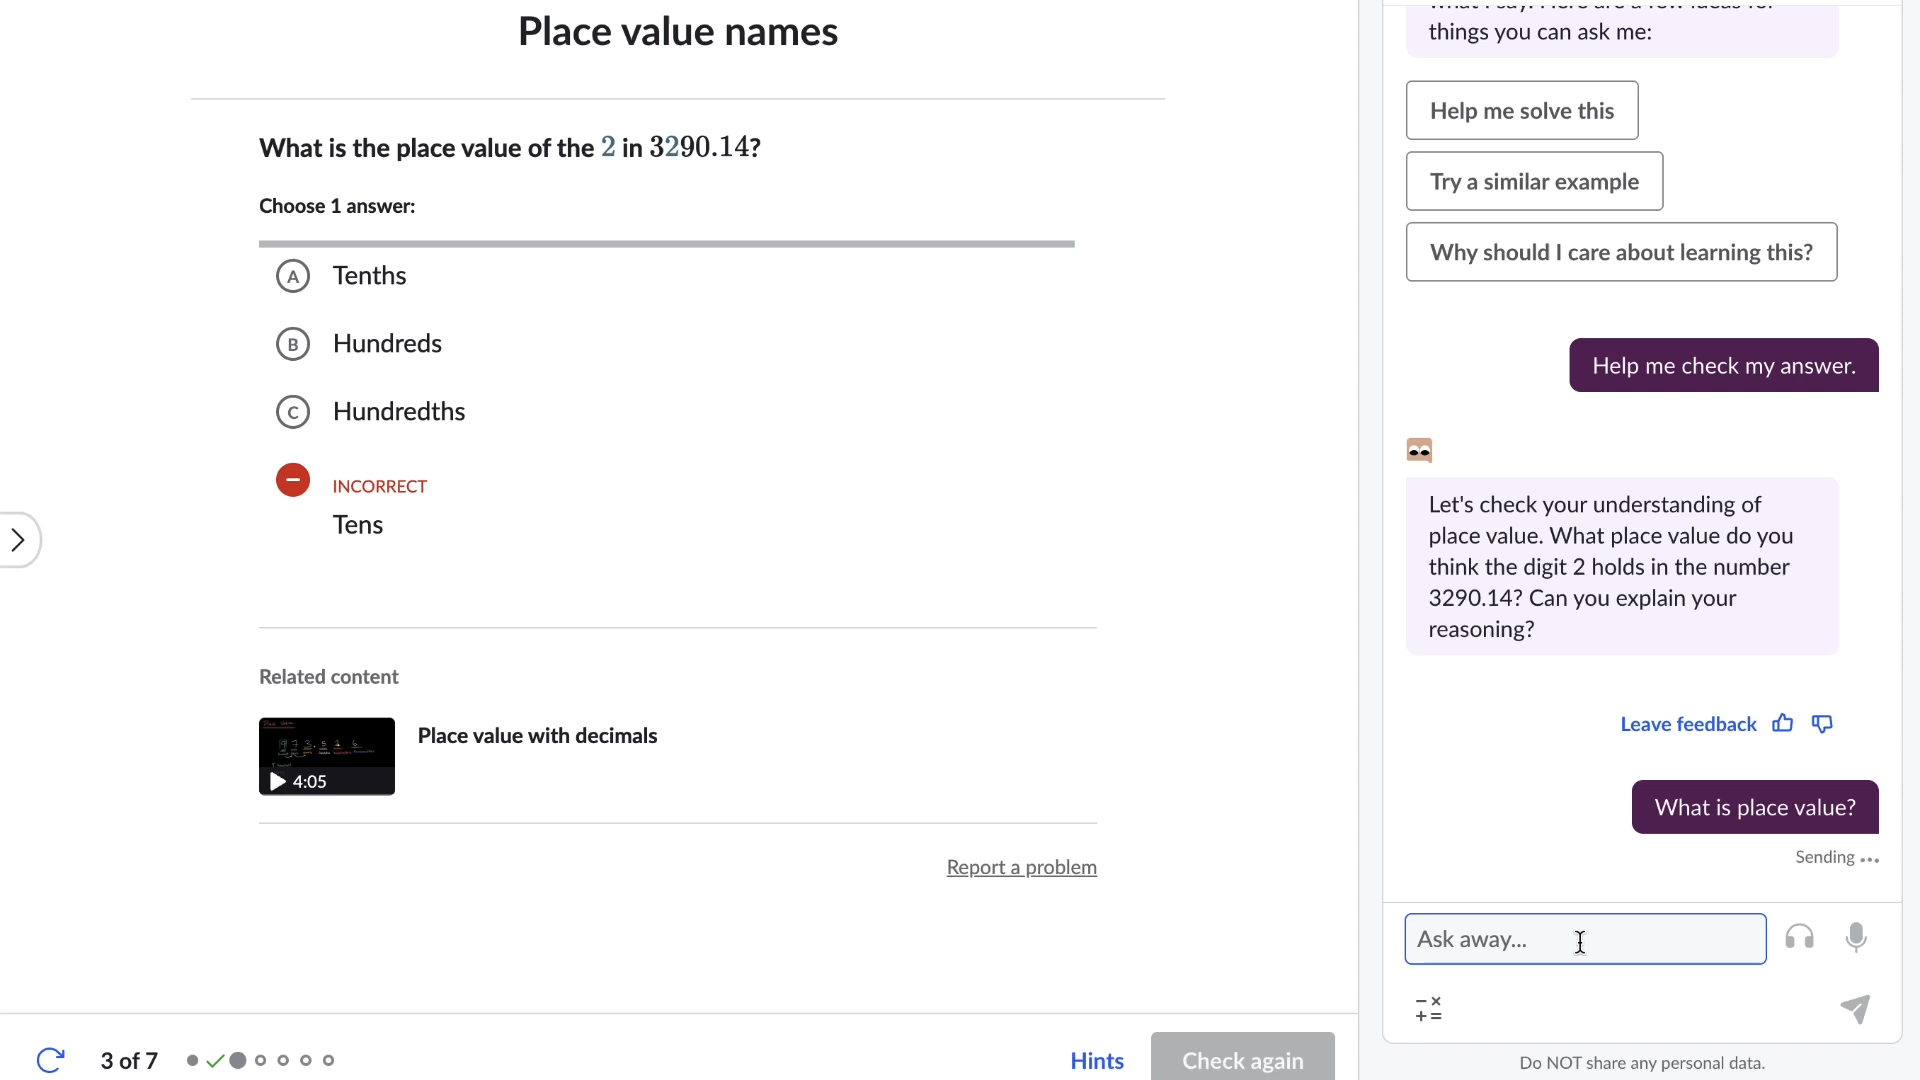 Place value names
What is the place value of the 2 in 3290.14?
Choose 1 answer:
A Tenths
B Hundreds
C Hundredths
INCORRECT
Tens
Related content
4:05
Place value with decimals
Report a problem
3 of 7
Hints
Check again
things you can ask me:
Help me solve this
Try a similar example
Why should I care about learning this?
Help me check my answer.
Let's check your understanding of
place value. What place value do you
think the digit 2 holds in the number
3290.14? Can you explain your
reasoning?
Leave feedback
What is place value?
Sending
Ask away...
Do NOT share any personal data.